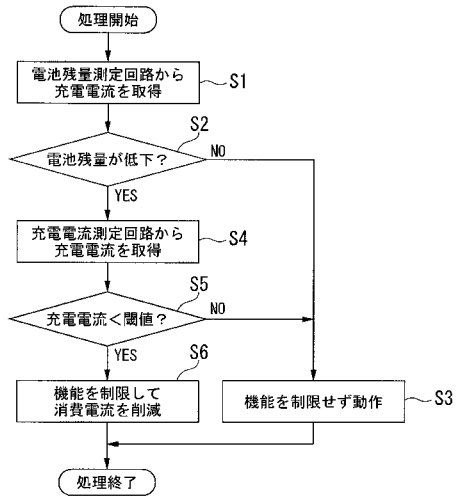 処理開始
電池残量測定回路から
充電電流を取得
S1
S2
電池残量が低下?
NO
YES
充電電流測定回路から
充電電流を取得
S4
S5
充電電流<閾値?
NO
YES
S6
機能を制限して
消費電流を削減
機能を制限せず動作
S3
処理終了